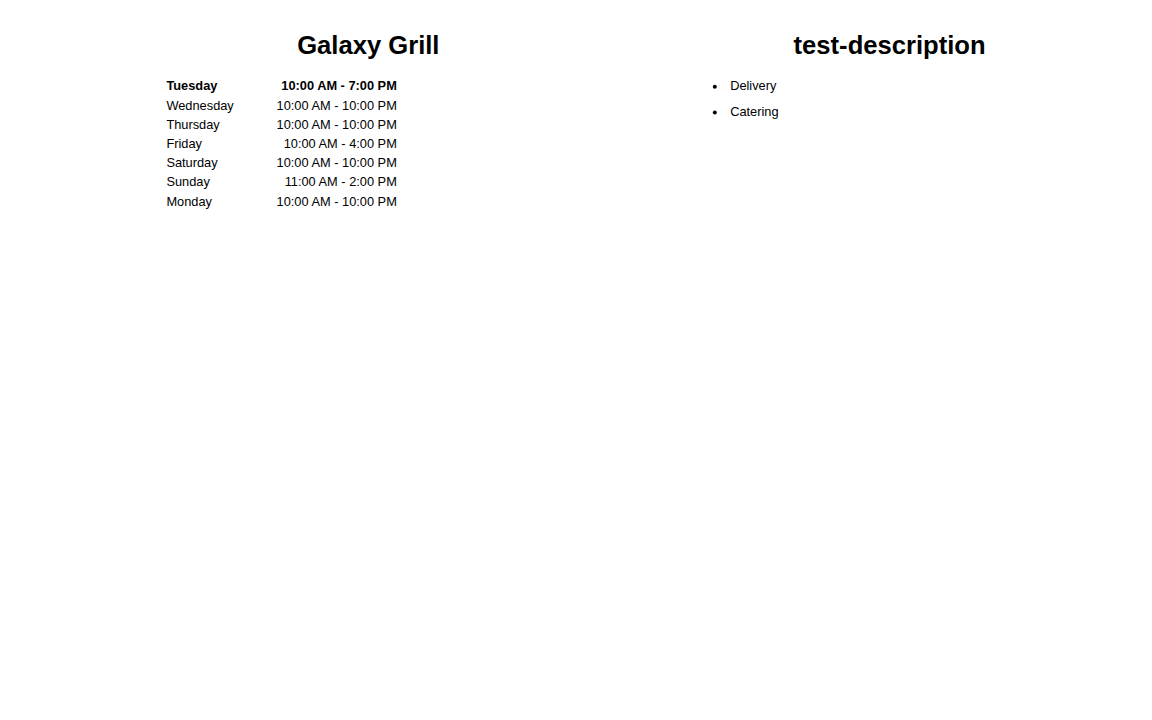 Galaxy Grill
Tuesday 10:00 AM - 7:00 PM
Wednesday 10:00 AM - 10:00 PM
Thursday 10:00 AM - 10:00 PM
Friday 10:00 AM - 4:00 PM
Saturday 10:00 AM - 10:00 PM
Sunday 11:00 AM - 2:00 PM
Monday 10:00 AM - 10:00 PM
test-description
• Delivery
• Catering